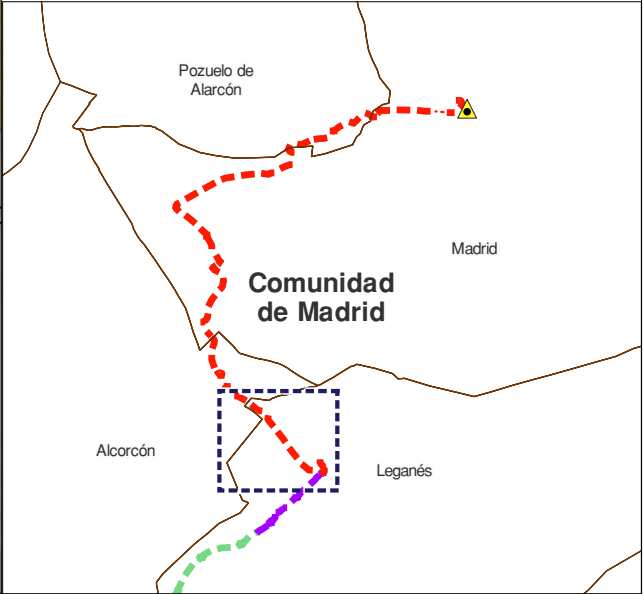 Pozuelo de
Alarcón
Madrid
Comunidad
de Madrid
Alcorcón
Leganés